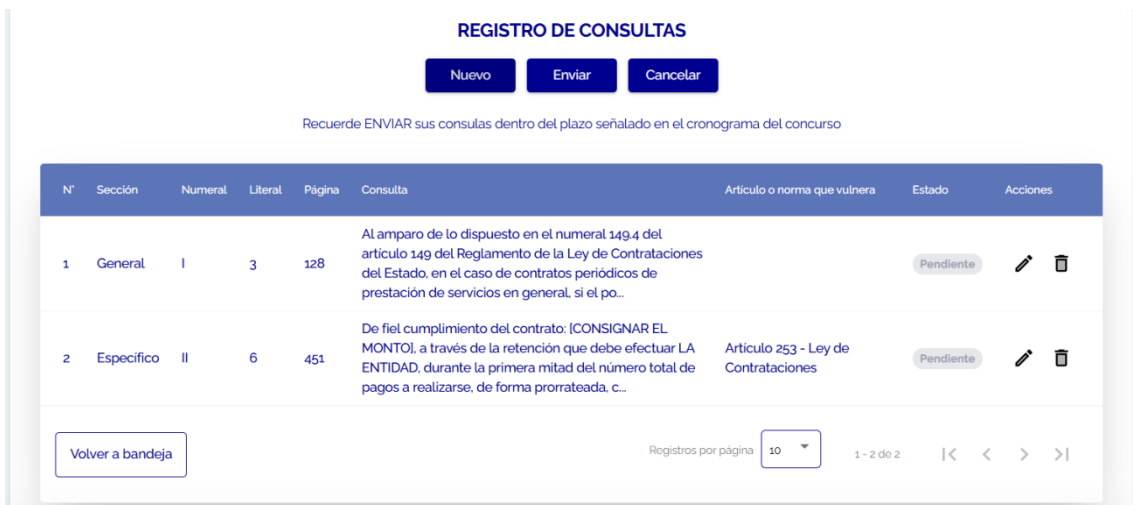 REGISTRO DE CONSULTAS
Nuevo Enviar Cancelar
Recuerde ENVIAR sus consulas dentro del plazo señalado en el cronograma del concurso
N° Sección Numeral Literal Página Consulta Artículo o norma que vulnera Estado Acciones
Al amparo de lo dispuesto en el numeral 149.4 del
artículo 149 del Reglamento de la Ley de Contrataciones
1 General I 3 128 del Estado, en el caso de contratos periódicos de Pendiente
prestación de servicios en general, si el po...
De fiel cumplimiento del contrato: [CONSIGNAR EL
MONTO], a través de la retención que debe efectuar LA Artículo 253 - Ley de
2 Específico II 6 451 ENTIDAD, durante la primera mitad del número total de Contrataciones Pendiente
pagos a realizarse, de forma prorrateada, c...
Volver a bandeja Registros por página 10 1 - 2 de 2